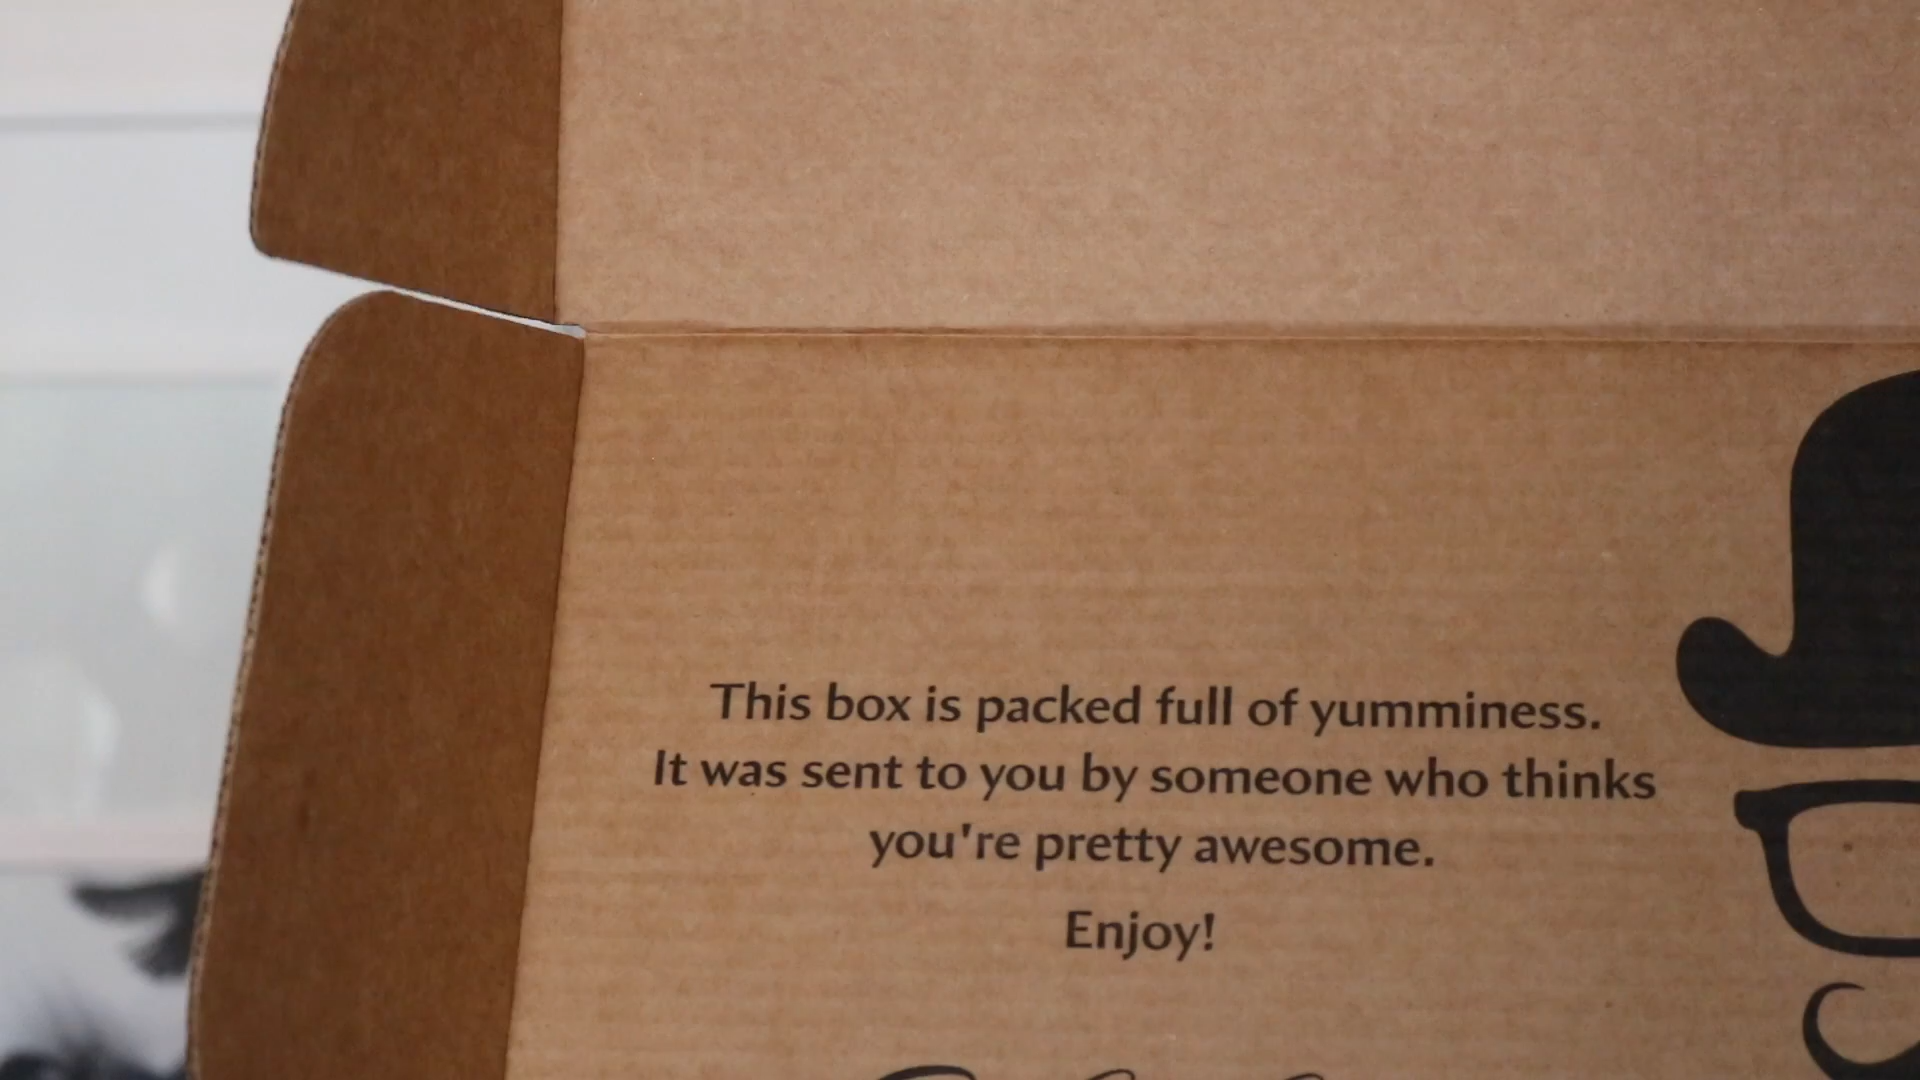 This box is packed full of yumminess.
It was sent to you by someone who thinks
you're pretty awesome.
Enjoy!